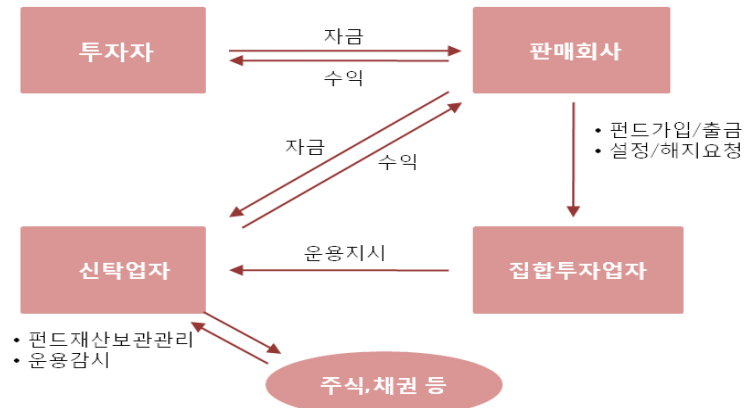 투자자
자금
수익
판매회사
자금
수익
• 펀드가입/출금
• 설정/해지요청
신탁업자
운용지시
집합투자업자
• 펀드재산보관관리
• 운용감시
주식,채권 등